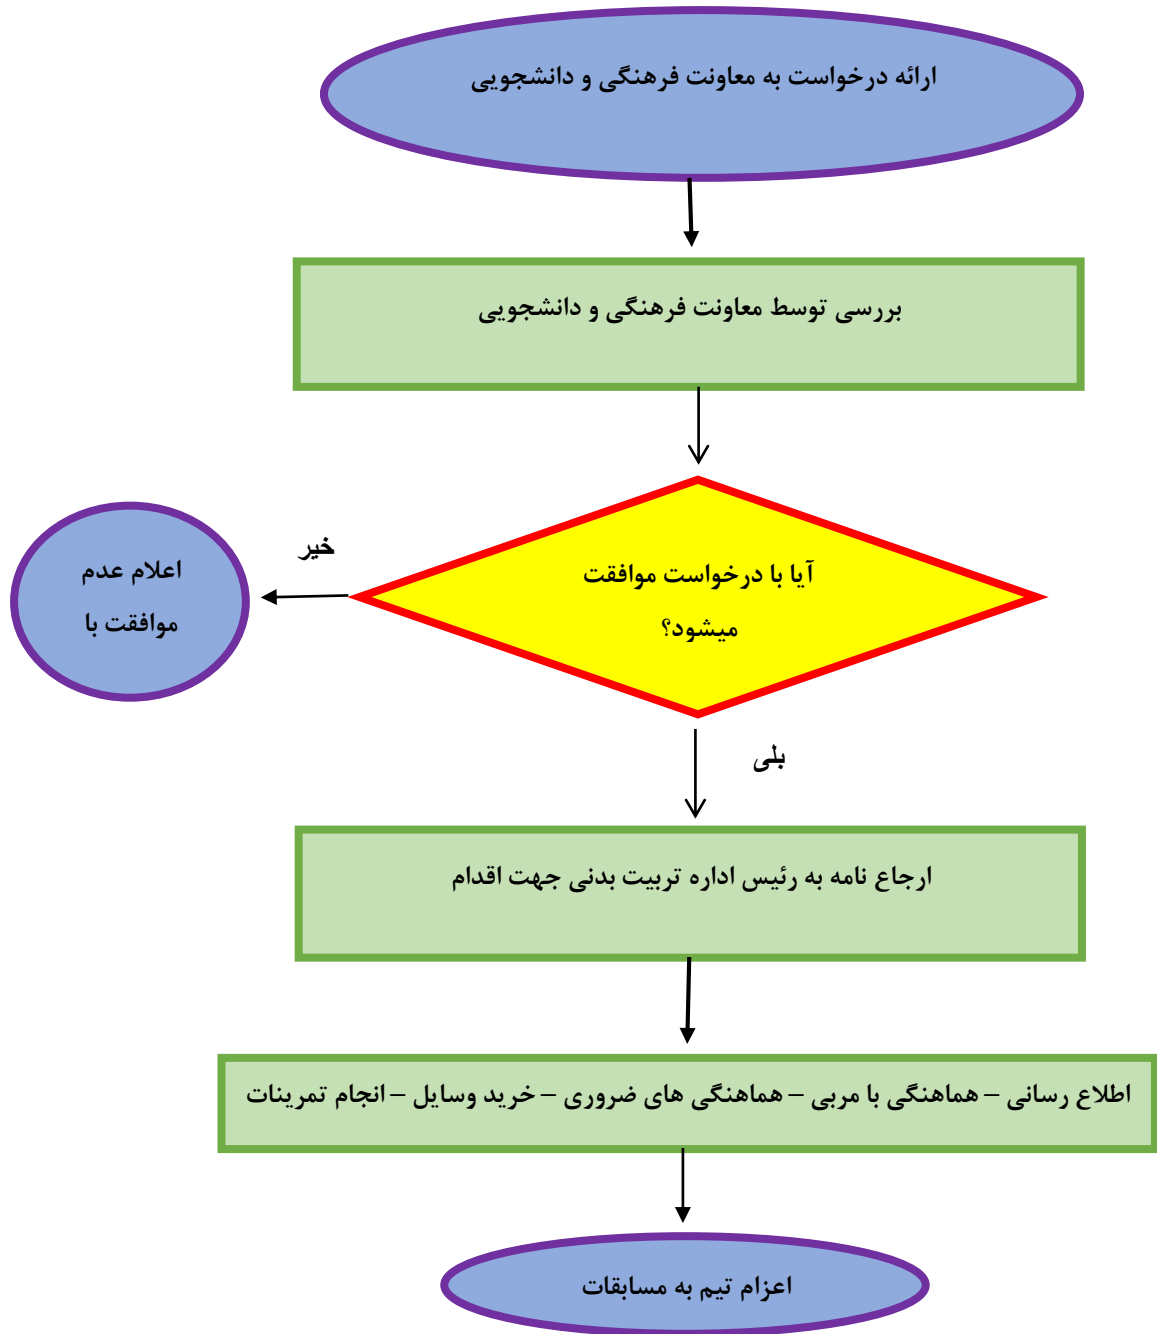 ارائه درخواست به معاونت فرهنگی و دانشجویی
بررسی توسط معاونت فرهنگی و دانشجویی
آیا با درخواست موافقت
میشود؟
خیر
اعلام عدم
موافقت با
بلی
ارجاع نامه به رئیس اداره تربیت بدنی جهت اقدام
اطلاع رسانی – هماهنگی با مربی – هماهنگی های ضروری – خرید وسایل – انجام تمرینات
اعزام تیم به مسابقات